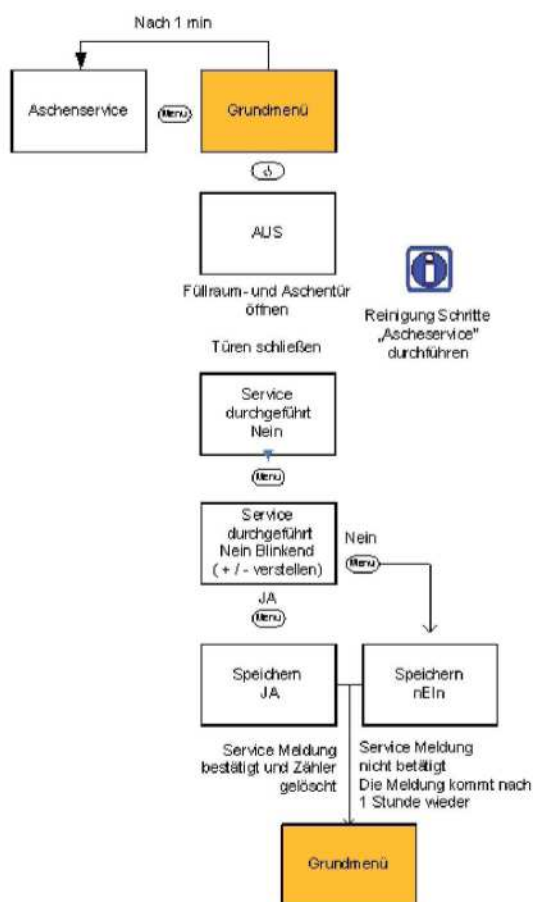 Nach 1 min
Aschenservice
Menu
Grundmenü
AUS
Füllraum- und Aschentür
öffnen
Reinigung Schritte
„Ascheservice"
durchführen
Türen schließen
Service
durchgeführt
Nein
Menu
Service
durchgeführt
Nein Blinkend
( + / - verstellen)
Nein
Menu
JA
Menu
Speichern
JA
Speichern
nEIn
Service Meldung
bestätigt und Zähler
gelöscht
Service Meldung
nicht betätigt
Die Meldung kommt nach
1 Stunde wieder
Grundmenü